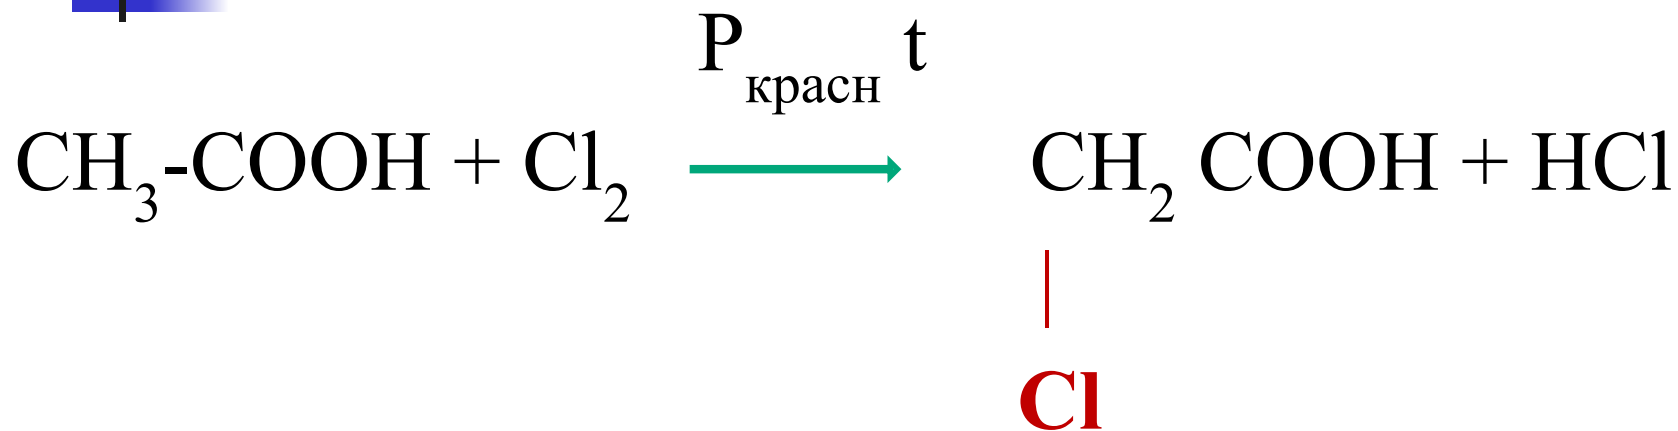 P красн t
CH3-COOH + Cl2 → CH2 COOH + HCl
|
Cl